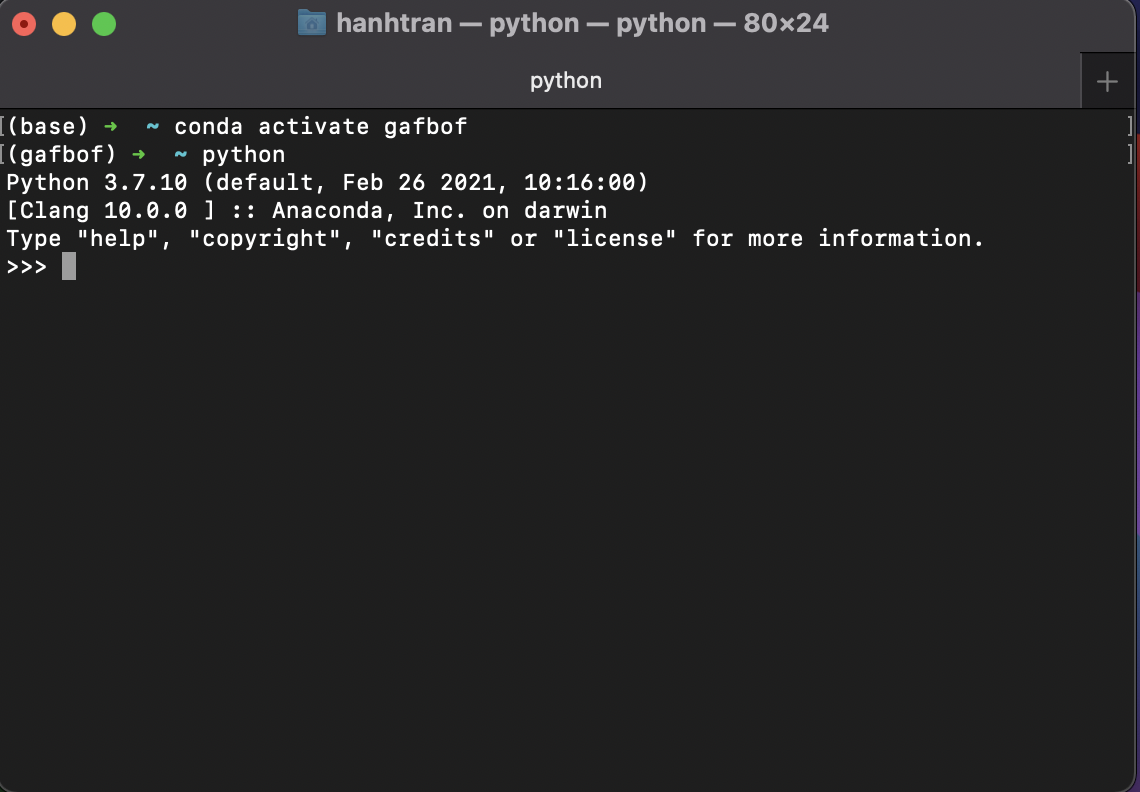 hanhtran — python — python — 80×24
python
[(base) ➜  ~ conda activate gafbof ]
[(gafbof) ➜  ~ python ]
Python 3.7.10 (default, Feb 26 2021, 10:16:00)
[Clang 10.0.0 ] :: Anaconda, Inc. on darwin
Type "help", "copyright", "credits" or "license" for more information.
>>>